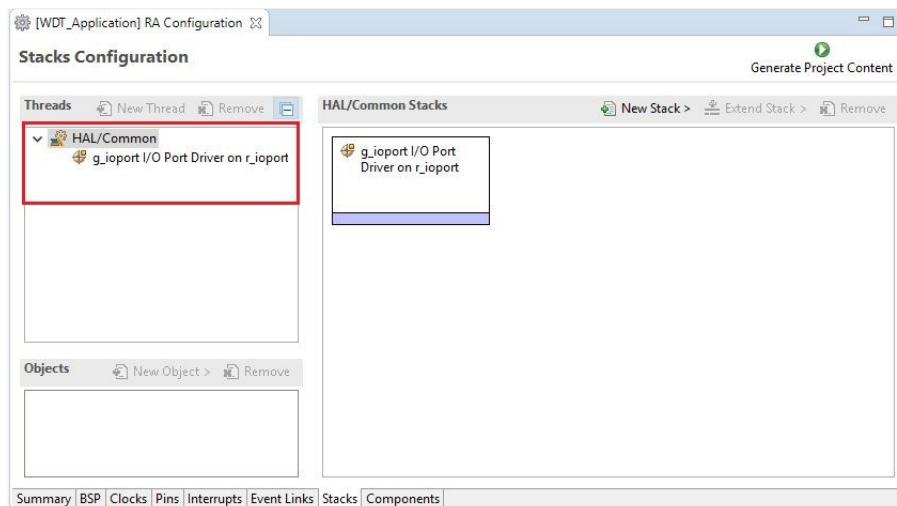 [WDT_Application] RA Configuration
Stacks Configuration
Generate Project Content
Threads
New Thread
Remove
HAL/Common Stacks
New Stack >
Extend Stack >
Remove
HAL/Common
g_ioport I/O Port Driver on r_ioport
g_ioport I/O Port
Driver on r_ioport
Objects
New Object >
Remove
Summary BSP Clocks Pins Interrupts Event Links Stacks Components